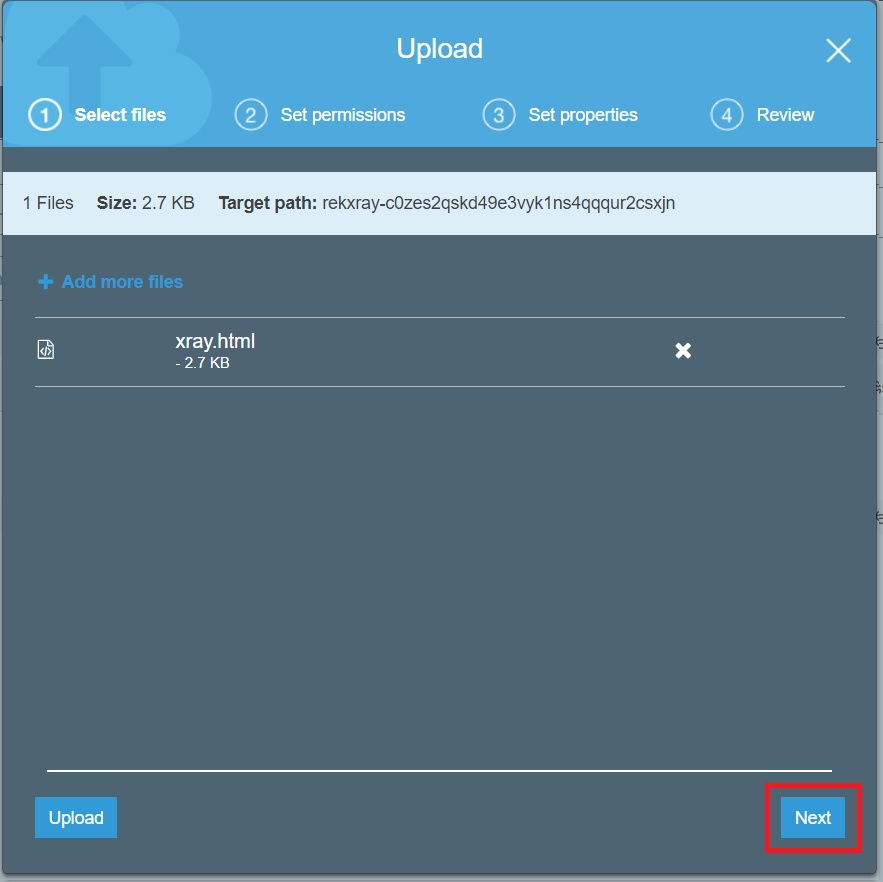 Upload
1 Select files 2 Set permissions 3 Set properties 4 Review
1 Files Size: 2.7 KB Target path: rekxray-c0zes2qskd49e3vyk1ns4qqqur2csxjn
Add more files
xray.html
- 2.7 KB
Upload Next